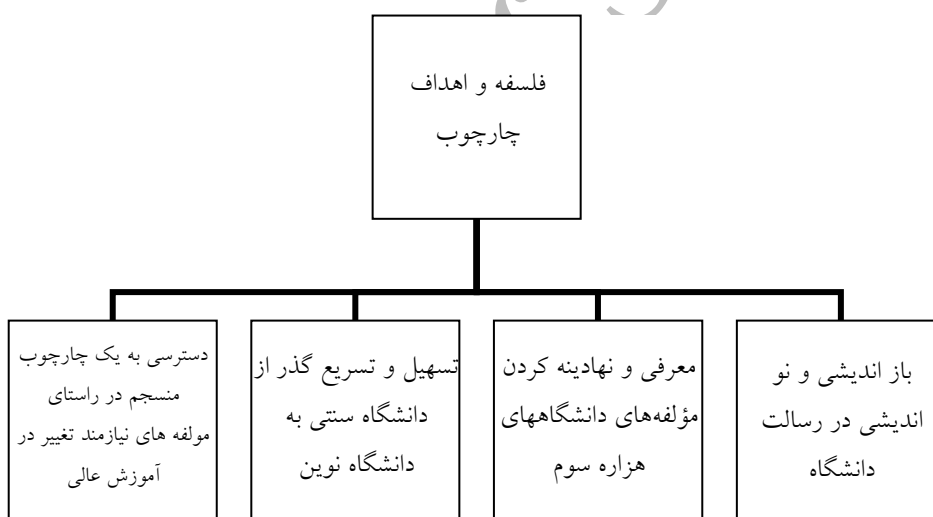 فلسفه و اهداف
چارچوب
باز اندیشی و نو
اندیشی در رسالت
دانشگاه
معرفی و نهادینه کردن
مؤلفه‌های دانشگاههای
هزاره سوم
تسهیل و تسریع گذر از
دانشگاه سنتی به
دانشگاه نوین
دسترسی به یک چارچوب
منسجم در راستای
مولفه های نیازمند تغییر در
آموزش عالی